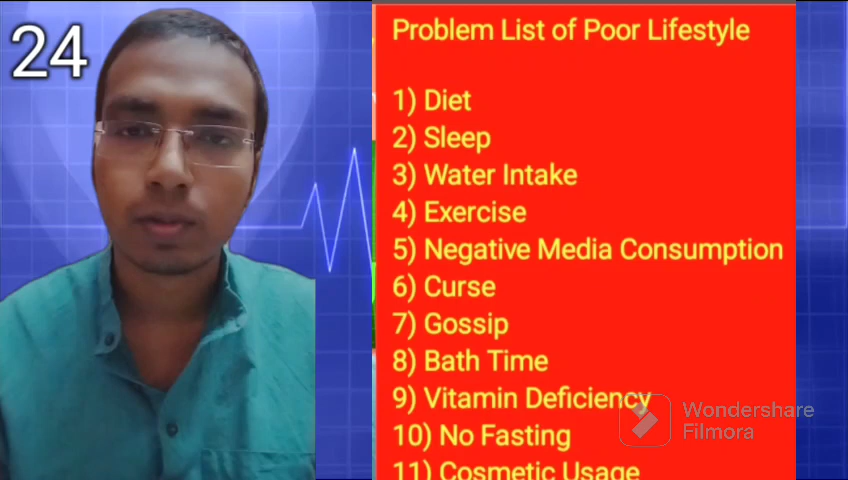 24
Problem List of Poor Lifestyle
1) Diet
2) Sleep
3) Water Intake
4) Exercise
5) Negative Media Consumption
6) Curse
7) Gossip
8) Bath Time
9) Vitamin Deficiency
10) No Fasting
11) Cosmetic Usage
Wondershare
Filmora